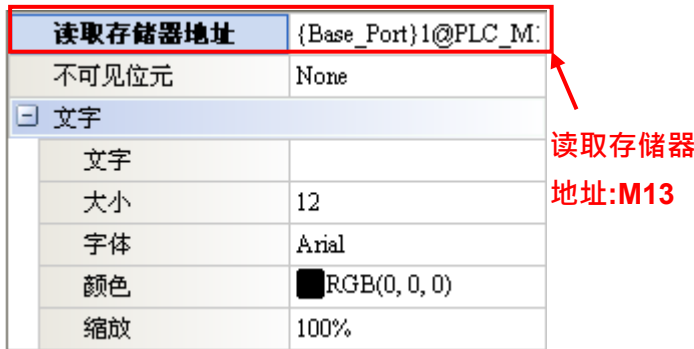 读取存储器地址 {Base_Port}1@PLC_M:
不可见位元 None
文字
文字
大小 12
字体 Arial
颜色 RGB(0, 0, 0)
缩放 100%
读取存储器
地址:M13